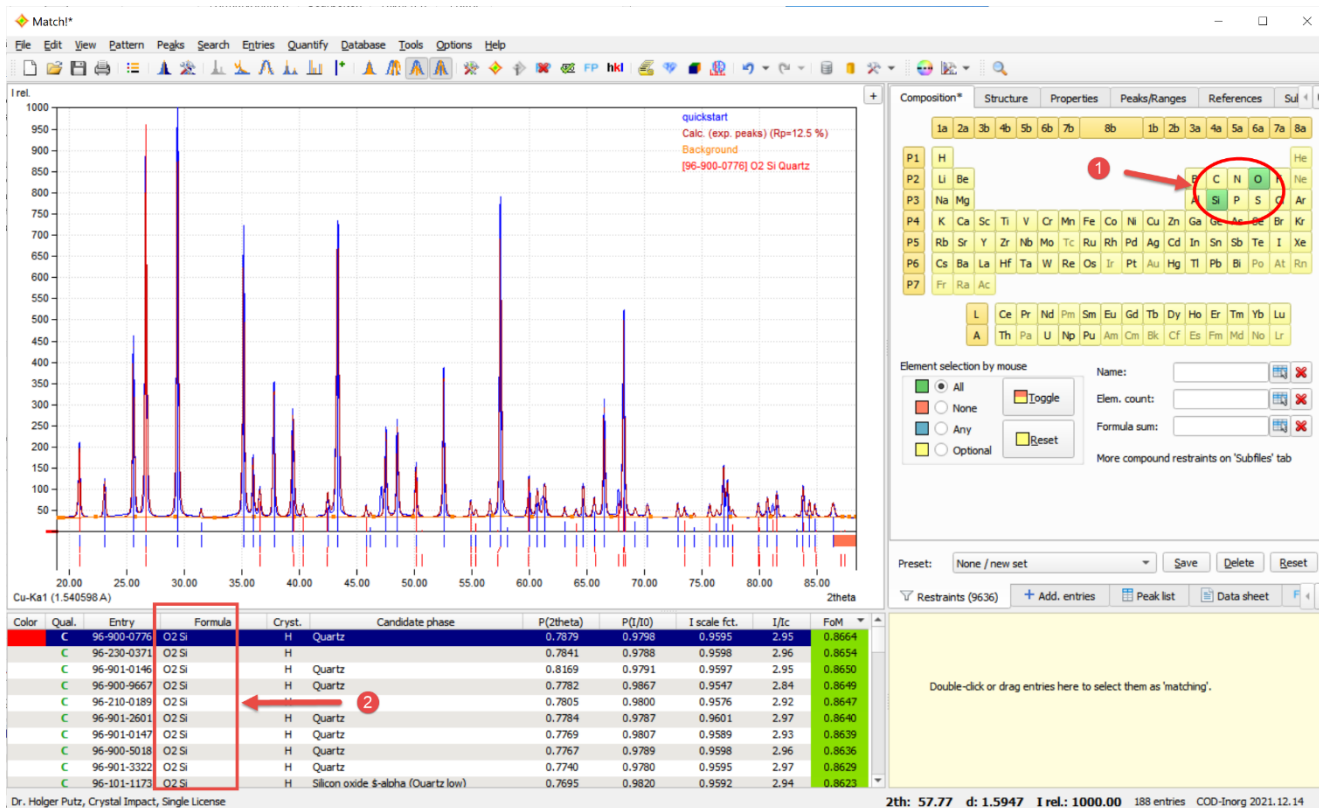 Match!*
File Edit View Pattern Peaks Search Entries Quantify Database Tools Options Help
FP hkl
I rel.
1000
950
900
850
800
750
700
650
600
550
500
450
400
350
300
250
200
150
100
50
quickstart
Calc. (exp. peaks) (Rp=12.5 %)
Background
[96-900-0776] O2 Si Quartz
20.00 25.00 30.00 35.00 40.00 45.00 50.00 55.00 60.00 65.00 70.00 75.00 80.00 85.00
Cu-Ka1 (1.540598 A) 2theta
+
Composition* Structure Properties Peaks/Ranges References Sul
1a 2a 3b 4b 5b 6b 7b 8b 1b 2b 3a 4a 5a 6a 7a 8a
1
P1 H He
P2 Li Be B C N O F Ne
P3 Na Mg Al Si P S Cl Ar
P4 K Ca Sc Ti V Cr Mn Fe Co Ni Cu Zn Ga Ge As Se Br Kr
P5 Rb Sr Y Zr Nb Mo Tc Ru Rh Pd Ag Cd In Sn Sb Te I Xe
P6 Cs Ba La Hf Ta W Re Os Ir Pt Au Hg Tl Pb Bi Po At Rn
P7 Fr Ra Ac
L Ce Pr Nd Pm Sm Eu Gd Tb Dy Ho Er Tm Yb Lu
A Th Pa U Np Pu Am Cm Bk Cf Es Fm Md No Lr
Element selection by mouse
All
None
Any
Optional
Toggle
Reset
Name:
Elem. count:
Formula sum:
More compound restraints on 'Subfiles' tab
Preset: None / new set Save Delete Reset
Restraints (9636) + Add. entries Peak list Data sheet F
Double-click or drag entries here to select them as 'matching'.
Color Qual. Entry Formula Cryst. Candidate phase P(2theta) P(I/I0) I scale fct. I/Ic FoM
C 96-900-0776 O2 Si H Quartz 0.7879 0.9798 0.9595 2.95 0.8664
C 96-230-0371 O2 Si H 0.7841 0.9788 0.9598 2.96 0.8654
C 96-901-0146 O2 Si H Quartz 0.8169 0.9791 0.9597 2.95 0.8650
C 96-900-9667 O2 Si H Quartz 0.7782 0.9867 0.9547 2.84 0.8649
C 96-210-0189 O2 Si H 0.7805 0.9800 0.9576 2.92 0.8647
2
C 96-901-2601 O2 Si H Quartz 0.7784 0.9787 0.9601 2.97 0.8640
C 96-901-0147 O2 Si H Quartz 0.7769 0.9807 0.9589 2.93 0.8639
C 96-900-5018 O2 Si H Quartz 0.7767 0.9789 0.9598 2.96 0.8636
C 96-901-3322 O2 Si H Quartz 0.7740 0.9780 0.9595 2.97 0.8629
C 96-101-1173 O2 Si H Silicon oxide $-alpha (Quartz low) 0.7695 0.9820 0.9592 2.94 0.8623
Dr. Holger Putz, Crystal Impact, Single License
2th: 57.77 d: 1.5947 I rel.: 1000.00 188 entries COD-Inorg 2021.12.14